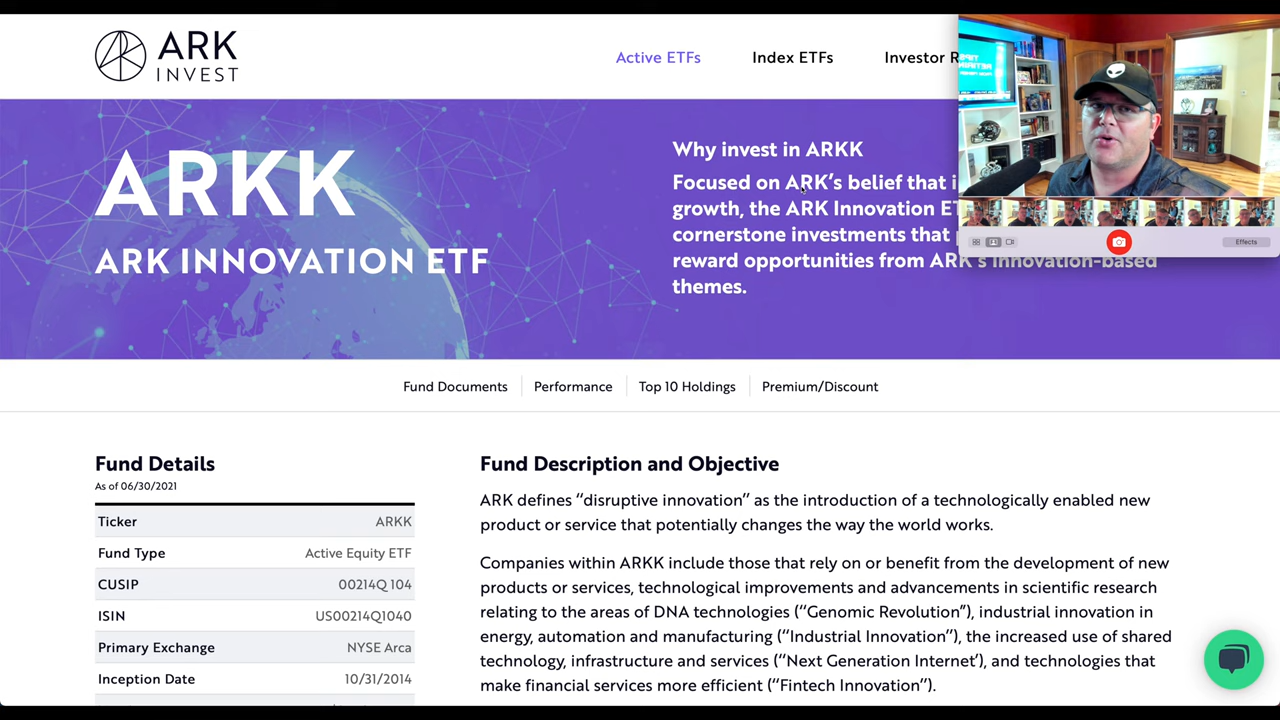 ARK
INVEST
Active ETFs
Index ETFs
Investor R
ARKK
ARK INNOVATION ETF
Why invest in ARKK
Focused on ARK's belief that i
growth, the ARK Innovation ET
cornerstone investments that
reward opportunities from ARK's innovation-based
themes.
Effects
Fund Documents
Performance
Top 10 Holdings
Premium/Discount
Fund Details
As of 06/30/2021
Ticker ARKK
Fund Type Active Equity ETF
CUSIP 00214Q 104
ISIN US00214Q1040
Primary Exchange NYSE Arca
Inception Date 10/31/2014
Fund Description and Objective
ARK defines “disruptive innovation” as the introduction of a technologically enabled new
product or service that potentially changes the way the world works.
Companies within ARKK include those that rely on or benefit from the development of new
products or services, technological improvements and advancements in scientific research
relating to the areas of DNA technologies (“Genomic Revolution”), industrial innovation in
energy, automation and manufacturing (“Industrial Innovation”), the increased use of shared
technology, infrastructure and services (“Next Generation Internet’), and technologies that
make financial services more efficient (“Fintech Innovation”).